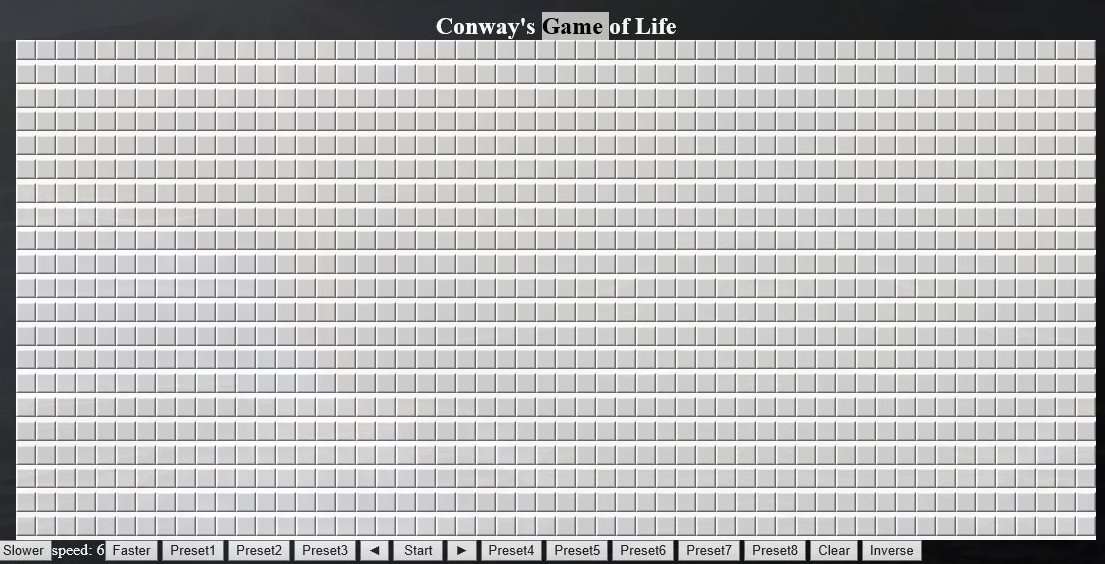 Conway's Game of Life
Slower speed: 6 Faster Preset1 Preset2 Preset3 ◄ Start ► Preset4 Preset5 Preset6 Preset7 Preset8 Clear Inverse